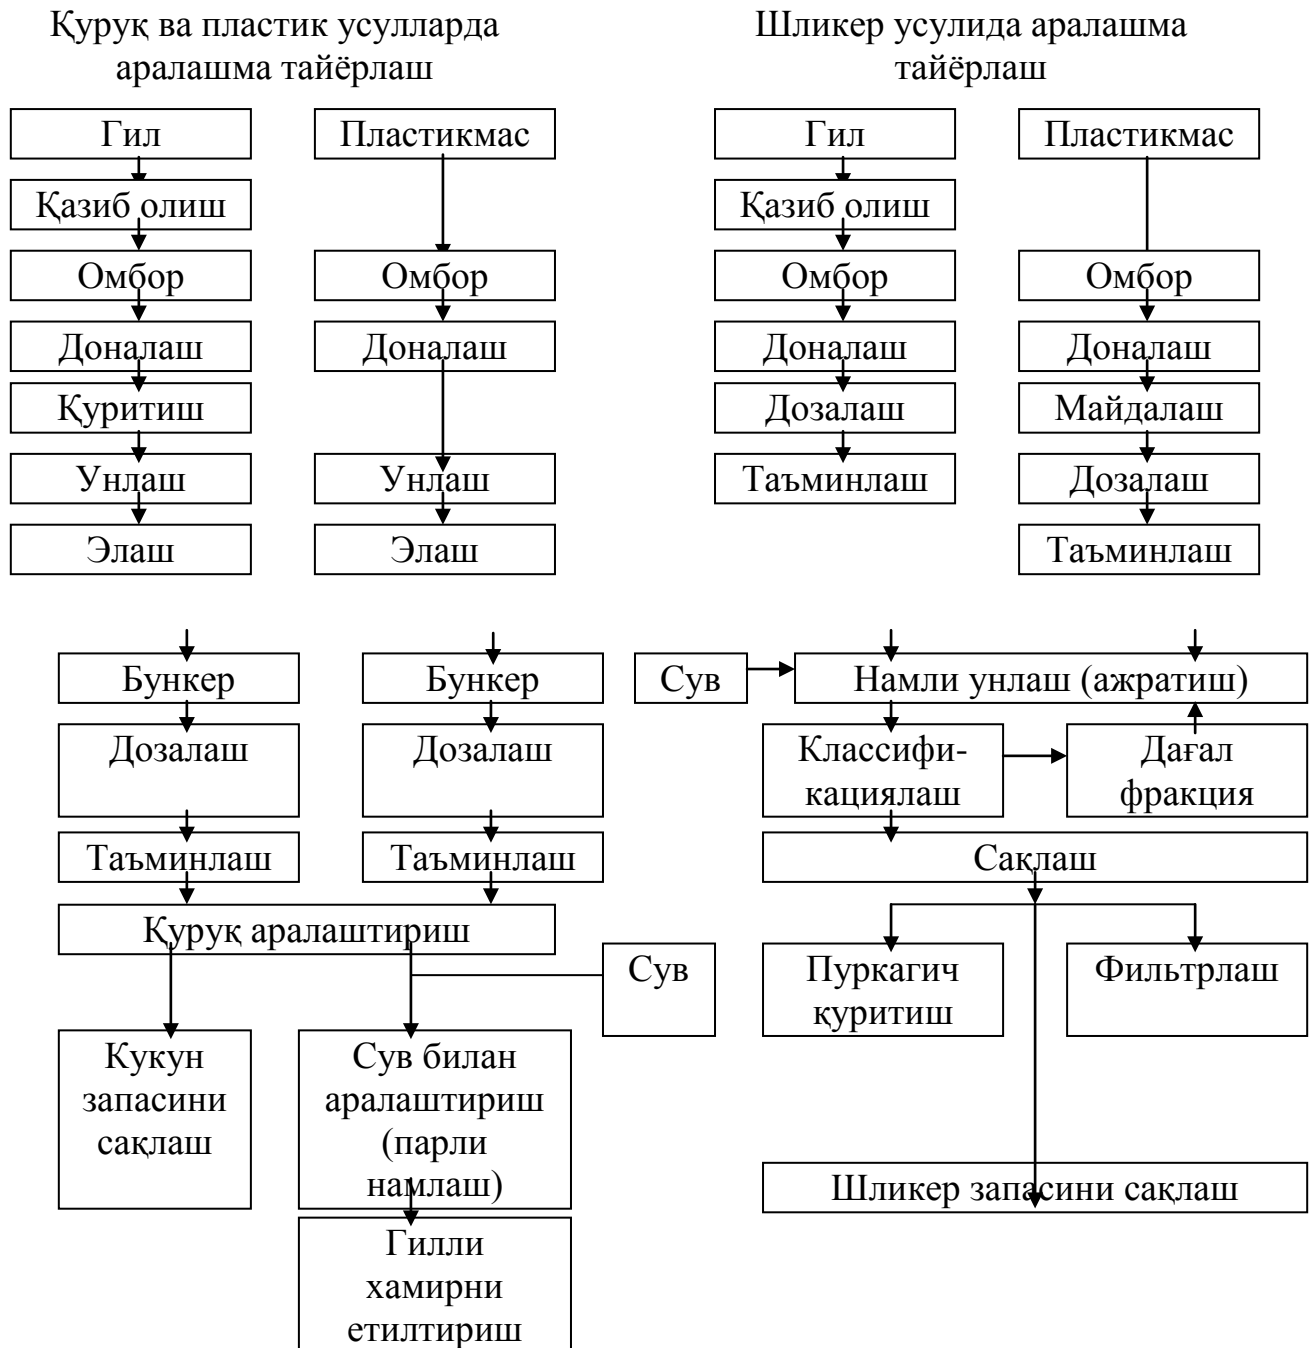 Қуруқ ва пластик усулларда
аралашма тайёрлаш
Шликер усулида аралашма
тайёрлаш
Гил
Пластикмас
Гил
Пластикмас
Қазиб олиш
Қазиб олиш
Омбор
Омбор
Омбор
Омбор
Доналаш
Доналаш
Доналаш
Доналаш
Қуритиш
Дозалаш
Майдалаш
Унлаш
Унлаш
Таъминлаш
Дозалаш
Элаш
Элаш
Таъминлаш
Бункер
Бункер
Сув
Намли унлаш (ажратиш)
Дозалаш
Дозалаш
Классифи-
кациялаш
Дағал
фракция
Таъминлаш
Таъминлаш
Сақлаш
Қуруқ аралаштириш
Сув
Пуркагич
қуритиш
Фильтрлаш
Кукун
запасини
сақлаш
Сув билан
аралаштириш
(парли
намлаш)
Шликер запасини сақлаш
Гилли
хамирни
етилтириш